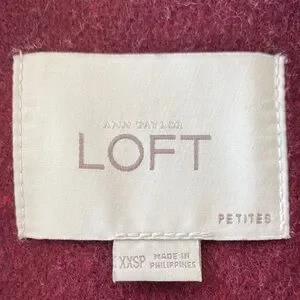 ANN TAYLOR
LOFT
PETITES
XXSP
MADE IN
PHILIPPINES